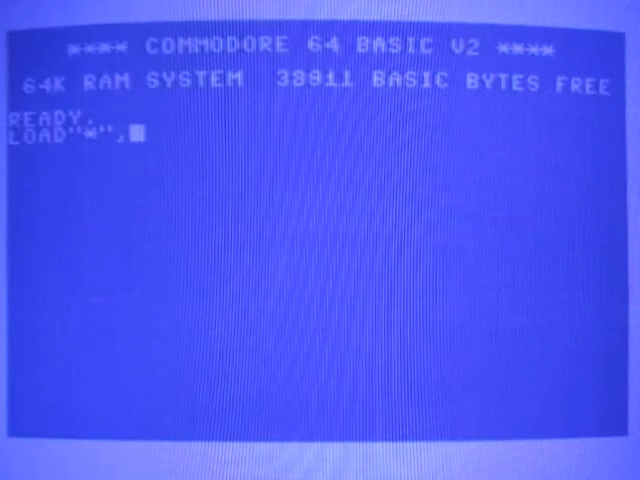 **** COMMODORE 64 BASIC V2 ****
64K RAM SYSTEM  38911 BASIC BYTES FREE
READY.
LOAD"*",